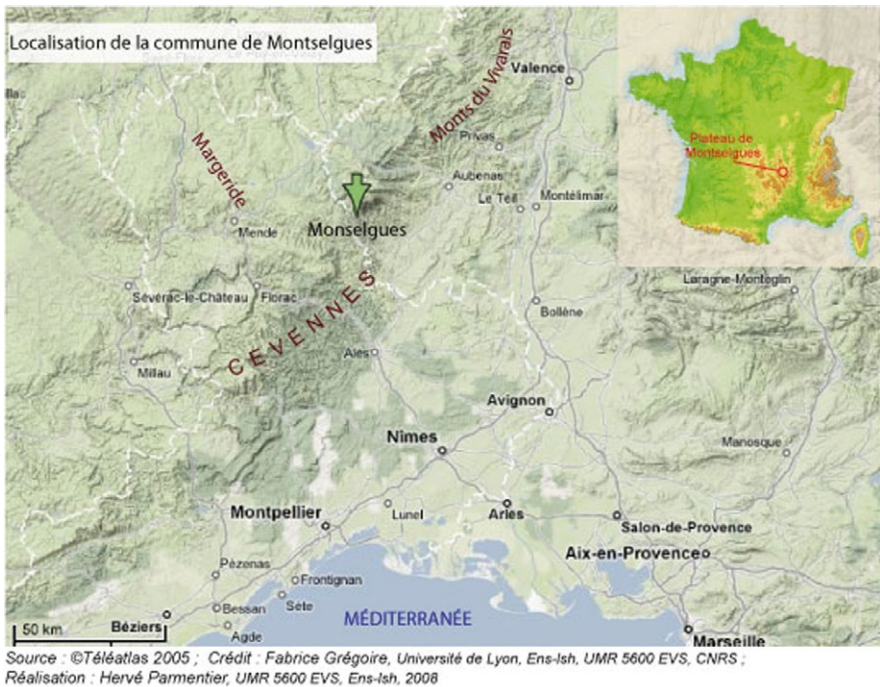 Localisation de la commune de Montselgues
Monts du Vivarais
Valence
Plateau de
Montselgues
Margeride
Privas
Aubenas
Le Teil
Montélimar
Mende
Monselgues
Sévérac-le-Château
Florac
CEVENNES
Laragne-Monteglin
Bollène
Ales
Millau
Avignon
Nîmes
Manosque
Montpellier
Lunel
Arles
Salon-de-Provence
Aix-en-Provence
Pézenas
Frontignan
Sète
Bessan
MÉDITERRANÉE
Béziers
Agde
50 km
Marseille
Source : ©Téléatlas 2005 ; Crédit : Fabrice Grégoire, Université de Lyon, Ens-lsh, UMR 5600 EVS, CNRS ;
Réalisation : Hervé Parmentier, UMR 5600 EVS, Ens-lsh, 2008